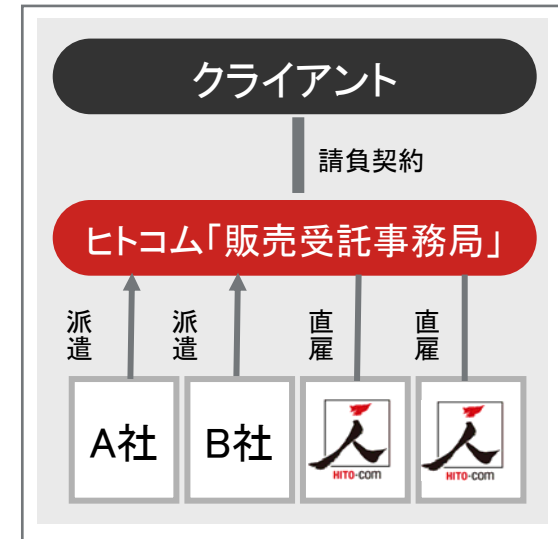 クライアント
請負契約
ヒトコム「販売受託事務局」
派遣
派遣
直雇
直雇
A社
B社
人
HITO-COM
人
HITO-COM